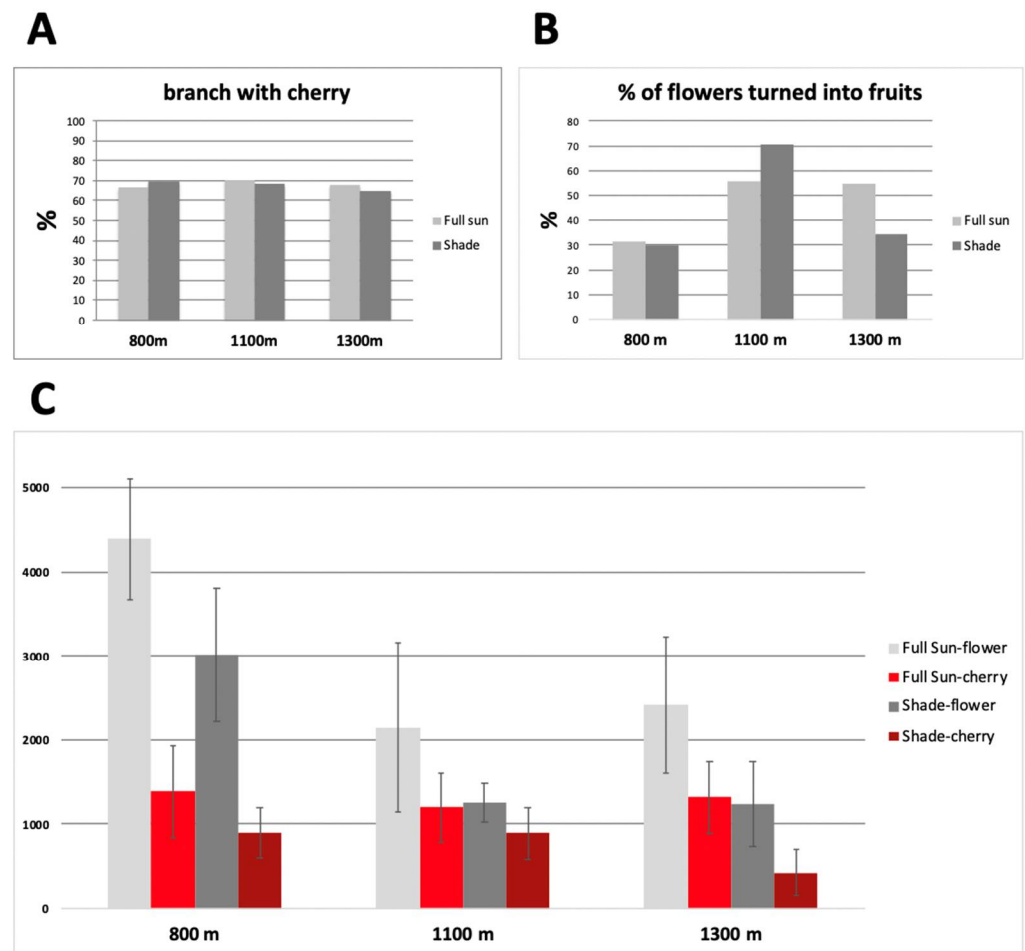 A
B
branch with cherry
100
90
80
70
60
50
40
30
20
10
0
%
800m
1100m
1300m
Full sun
Shade
% of flowers turned into fruits
80
70
60
50
40
30
20
10
0
%
800 m
1100 m
1300 m
Full sun
Shade
C
5000
4000
3000
2000
1000
0
800 m
1100 m
1300 m
Full Sun-flower
Full Sun-cherry
Shade-flower
Shade-cherry